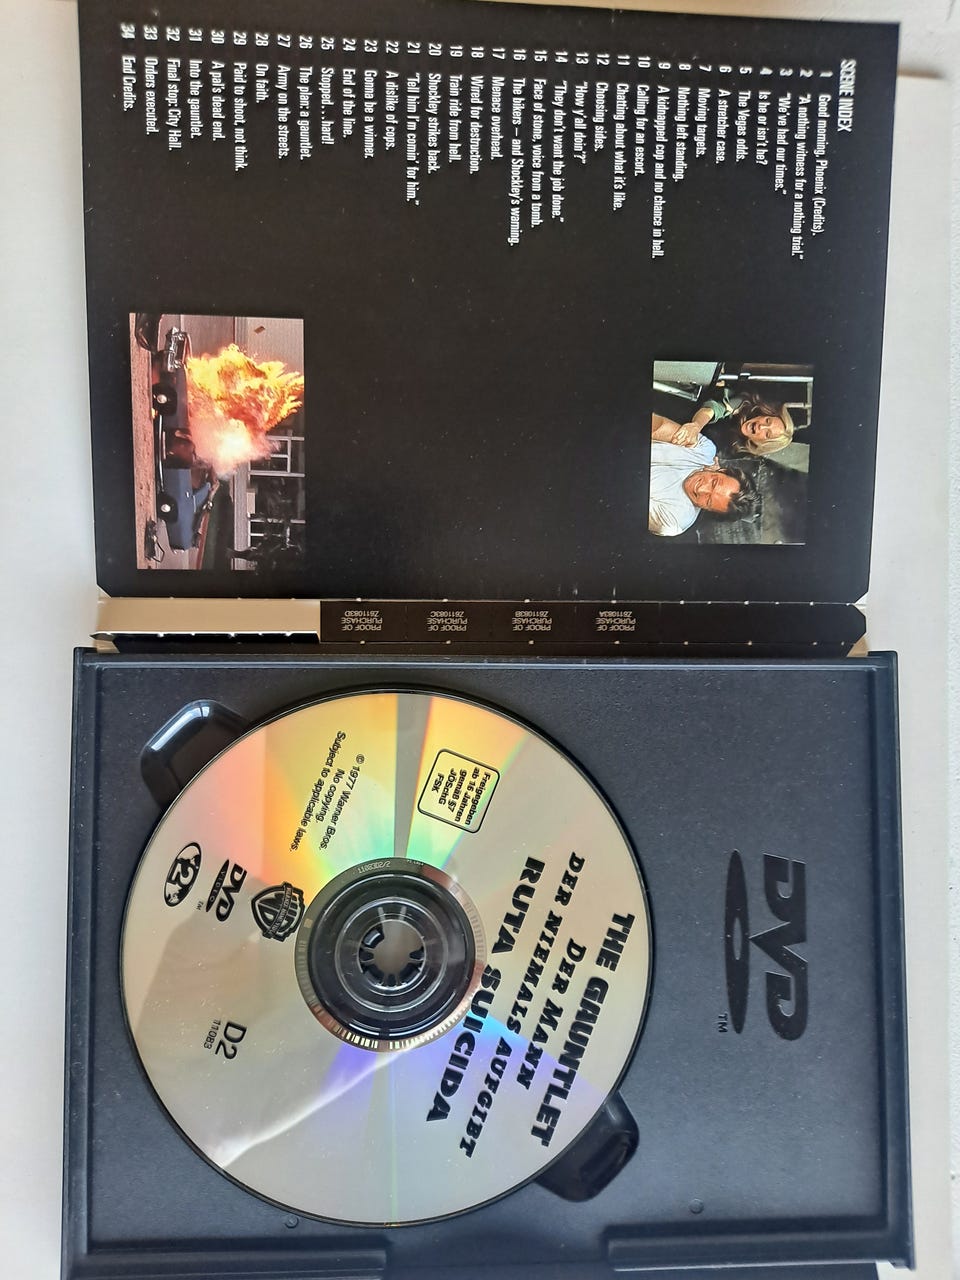 SCENE INDEX
1 Good morning, Phoenix (Credits).
2 "A nothing witness for a nothing trial."
3 "We've had our times."
4 Is he or isn't he?
5 The Vegas odds.
6 A stretcher case.
7 Moving targets.
8 Nothing left standing.
9 A kidnapped cop and no chance in hell.
10 Calling for an escort.
11 Chatting about what it's like.
12 Choosing sides.
13 "How y'all doin'?"
14 "They don't want the job done."
15 Face of stone, voice from a tomb.
16 The bikers – and Shockley's warning.
17 Menace overhead.
18 Wired for destruction.
19 Train ride from hell.
20 Shockley strikes back.
21 "Tell him I'm comin' for him."
22 A dislike of cops.
23 Gonna be a winner.
24 End of the line.
25 Stopped... hard!
26 The plan: a gauntlet.
27 Army on the streets.
28 On faith.
29 Paid to shoot, not think.
30 A pal's dead end.
31 Into the gauntlet.
32 Final stop: City Hall.
33 Orders executed.
34 End Credits.
PROOF OF
PURCHASE
Z611083A
PROOF OF
PURCHASE
Z611083B
PROOF OF
PURCHASE
Z611083C
PROOF OF
PURCHASE
Z611083D
DVD
TM
THE GAUNTLET
DER MANN
DER NIEMALS AUFGIBT
RUTA SUICIDA
Freigegeben
ab 16 Jahren
gemäß §7
JÖSchG
FSK
© 1977 Warner Bros.
No copying.
Subject to applicable laws.
DVD
VIDEO
TM
2
D2
11083